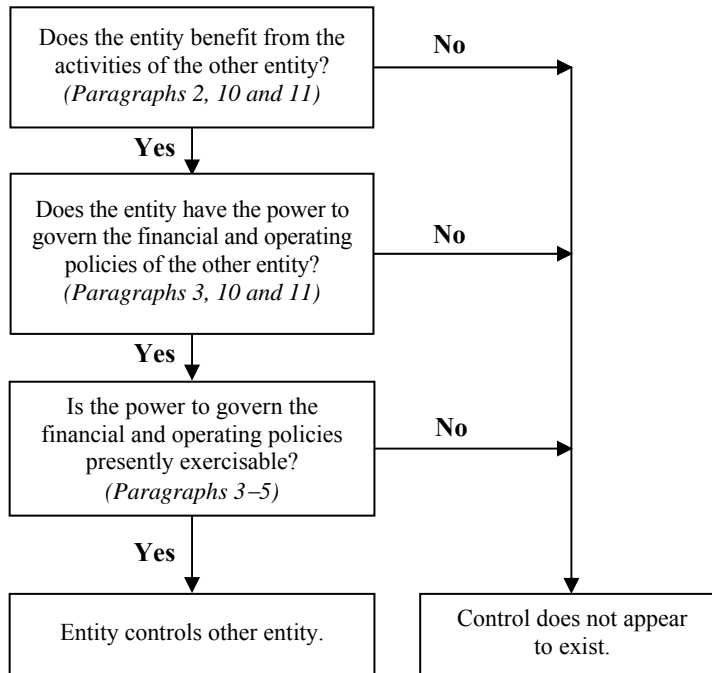 Does the entity benefit from the
activities of the other entity?
(Paragraphs 2, 10 and 11)
No
Yes
Does the entity have the power to
govern the financial and operating
policies of the other entity?
(Paragraphs 3, 10 and 11)
No
Yes
Is the power to govern the
financial and operating policies
presently exercisable?
(Paragraphs 3–5)
No
Yes
Entity controls other entity.
Control does not appear
to exist.